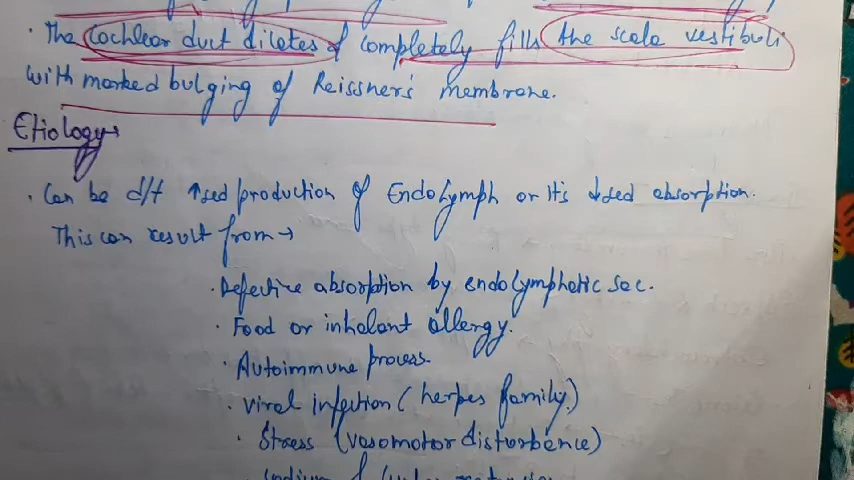 • The Cochlear duct dilates & completely fills the scala vestibuli
with marked bulging of Reissner's membrane.
Etiology→
• Can be d/t ↑sed production of Endolymph or its ↓sed absorption.
This can result from →
• Defective absorption by endolymphatic sac.
• Food or inhalant allergy.
• Autoimmune process.
• Viral infection (herpes family)
• Stress (vasomotor disturbance)